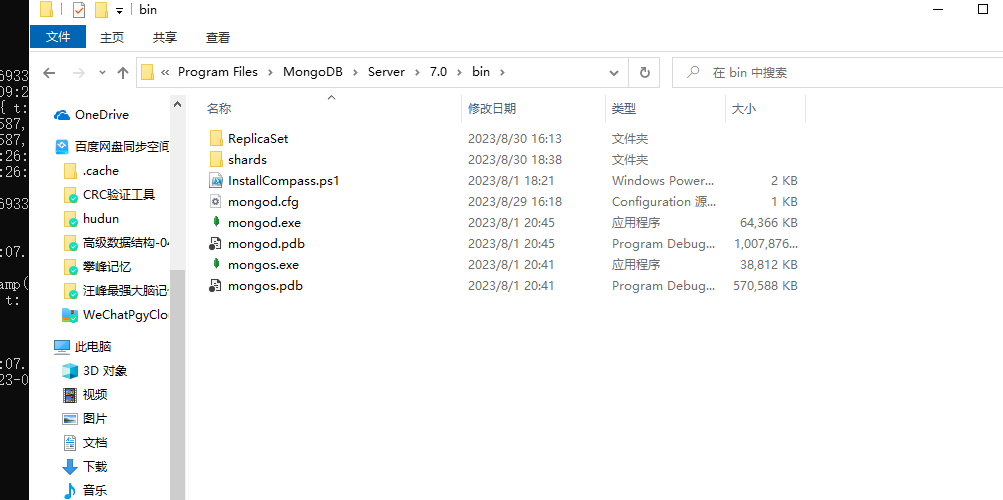 bin
文件 主页 共享 查看
« Program Files › MongoDB › Server › 7.0 › bin › 在 bin 中搜索
名称 修改日期 类型 大小
ReplicaSet 2023/8/30 16:13 文件夹
shards 2023/8/30 18:38 文件夹
InstallCompass.ps1 2023/8/1 18:21 Windows Power... 2 KB
mongod.cfg 2023/8/29 16:18 Configuration 源... 1 KB
mongod.exe 2023/8/1 20:45 应用程序 64,366 KB
mongod.pdb 2023/8/1 20:45 Program Debug... 1,007,876...
mongos.exe 2023/8/1 20:41 应用程序 38,812 KB
mongos.pdb 2023/8/1 20:41 Program Debug... 570,588 KB
OneDrive
百度网盘同步空间
.cache
CRC验证工具
hudun
高级数据结构-04
攀峰记忆
汪峰最强大脑记
WeChatPgyClo
此电脑
3D 对象
视频
图片
文档
下载
音乐
6933
09:2
{ t:
587,
587,
:26:
:26:
6933
:07.
amp(
t:
:07.
23-0